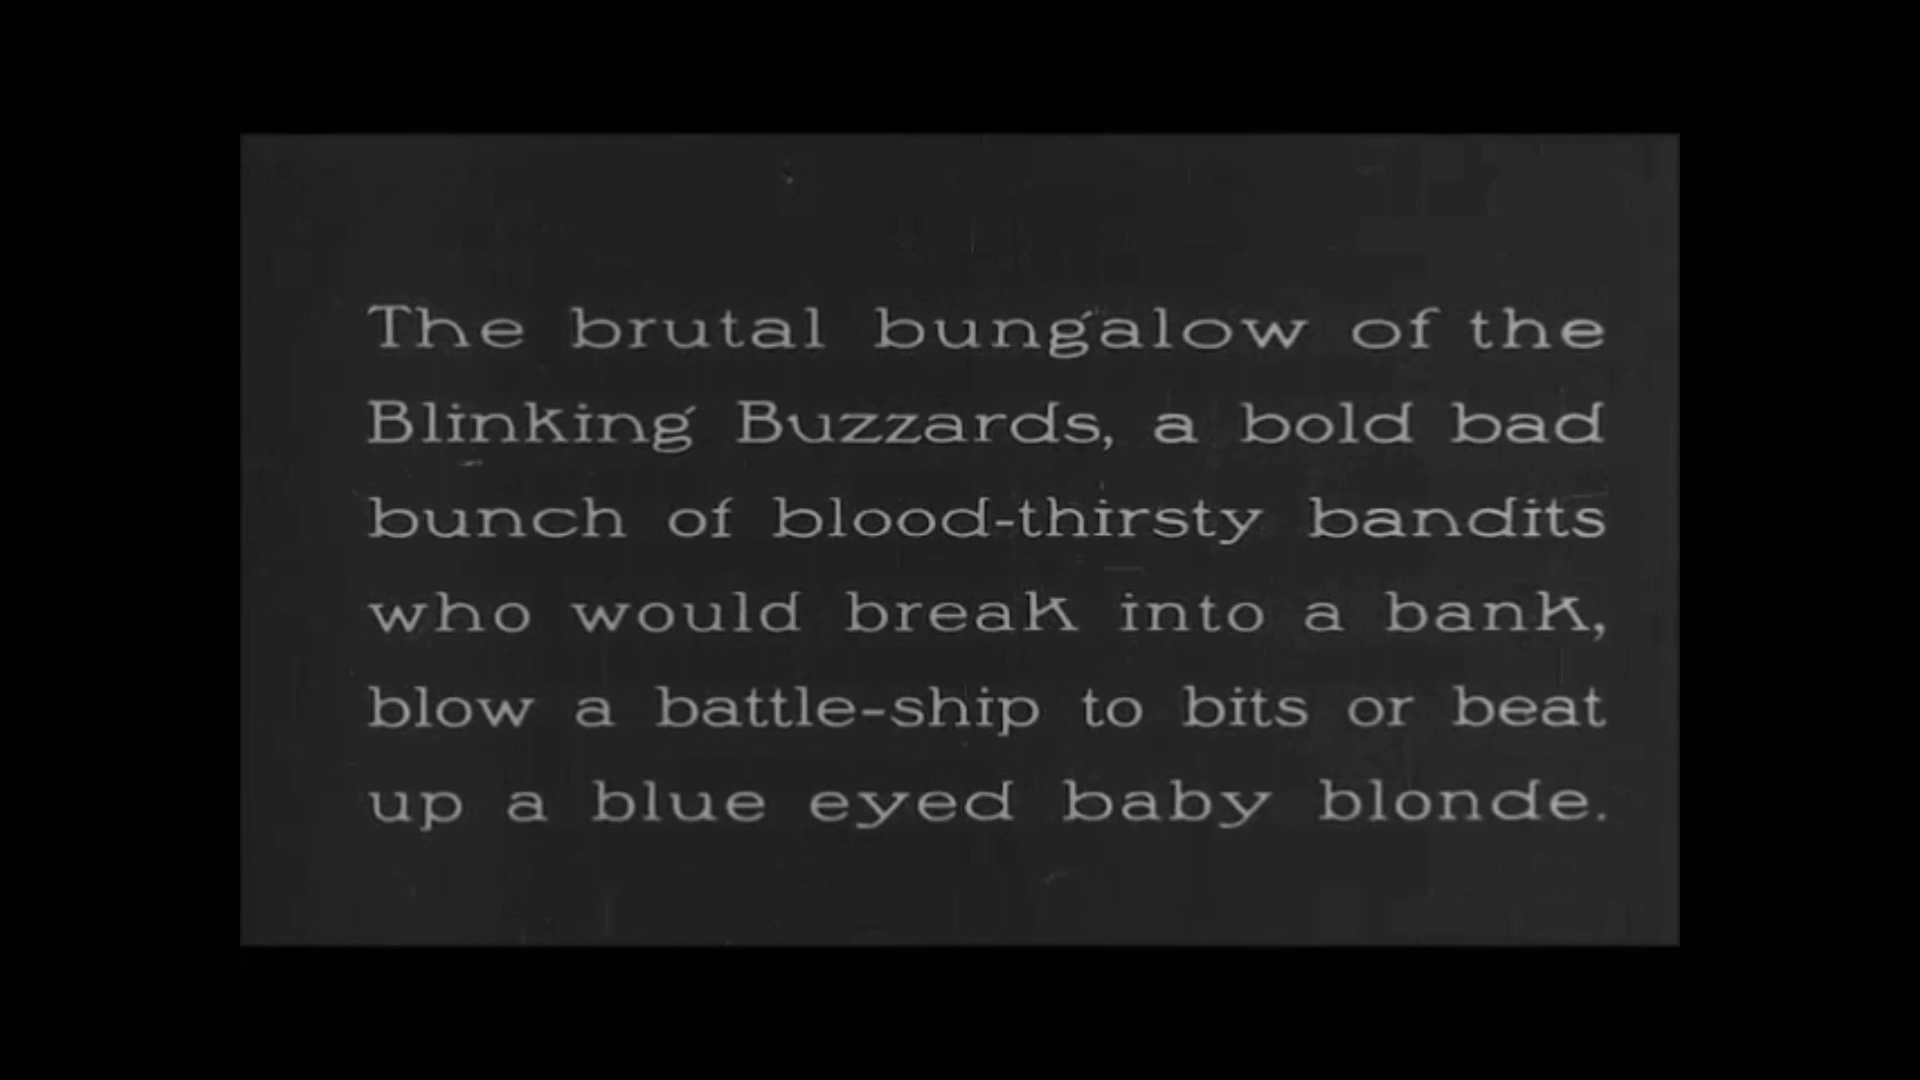 The brutal bungalow of the
Blinking Buzzards, a bold bad
bunch of blood-thirsty bandits
who would break into a bank,
blow a battle-ship to bits or beat
up a blue eyed baby blonde.